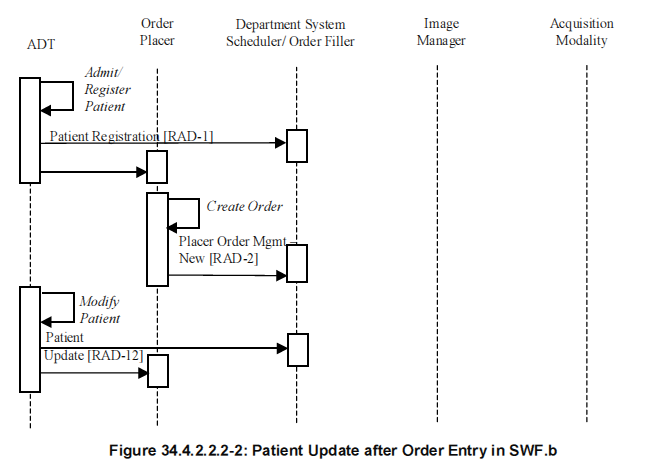 ADT
Order
Placer
Department System
Scheduler/ Order Filler
Image
Manager
Acquisition
Modality
Admit/
Register
Patient
Patient Registration [RAD-1]
Create Order
Placer Order Mgmt –
New [RAD-2]
Modify
Patient
Patient
Update [RAD-12]
Figure 34.4.2.2.2-2: Patient Update after Order Entry in SWF.b